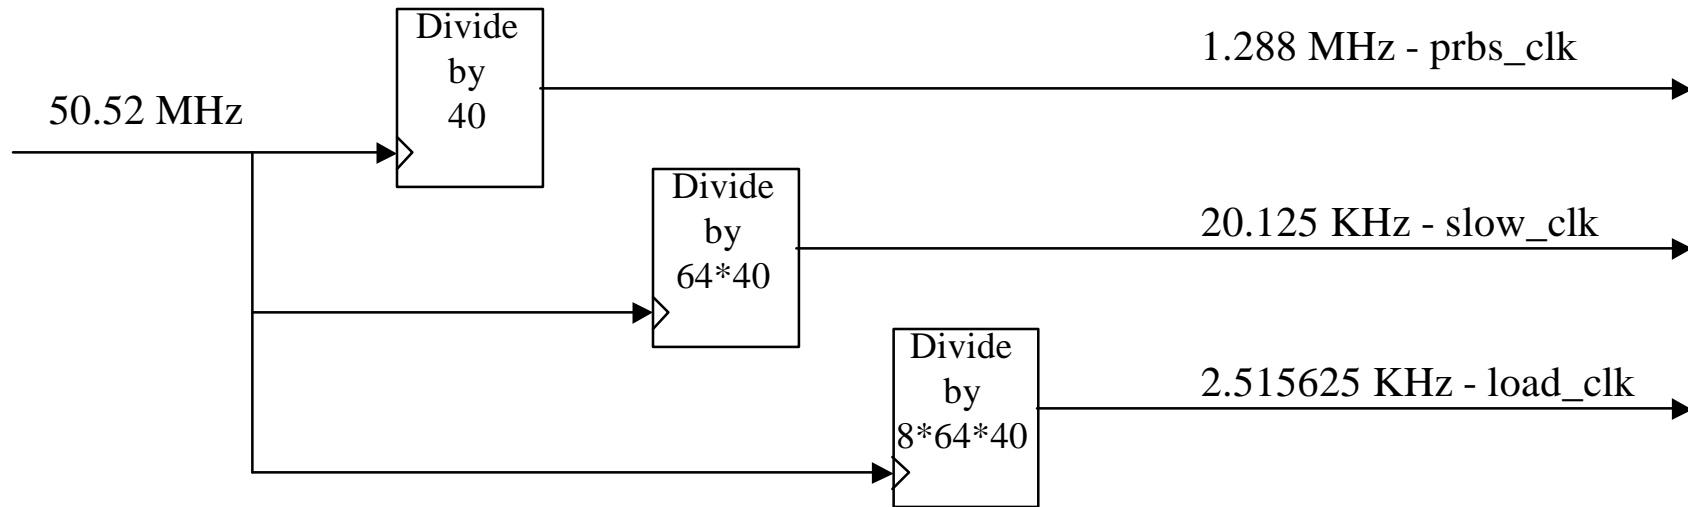 50.52 MHz
Divide
by
40
1.288 MHz - prbs_clk
Divide
by
64*40
20.125 KHz - slow_clk
Divide
by
8*64*40
2.515625 KHz - load_clk